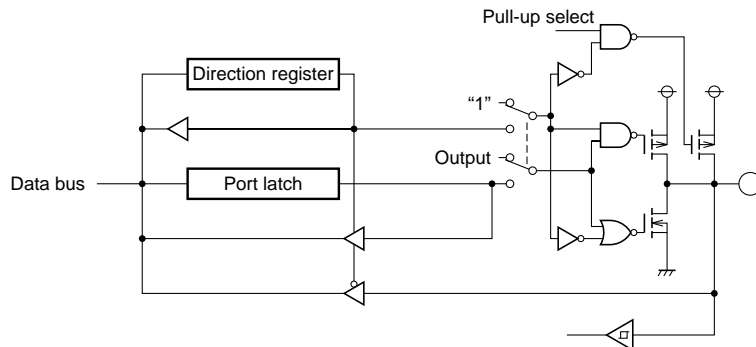 Pull-up select
Direction register
“1”
Output
Data bus
Port latch